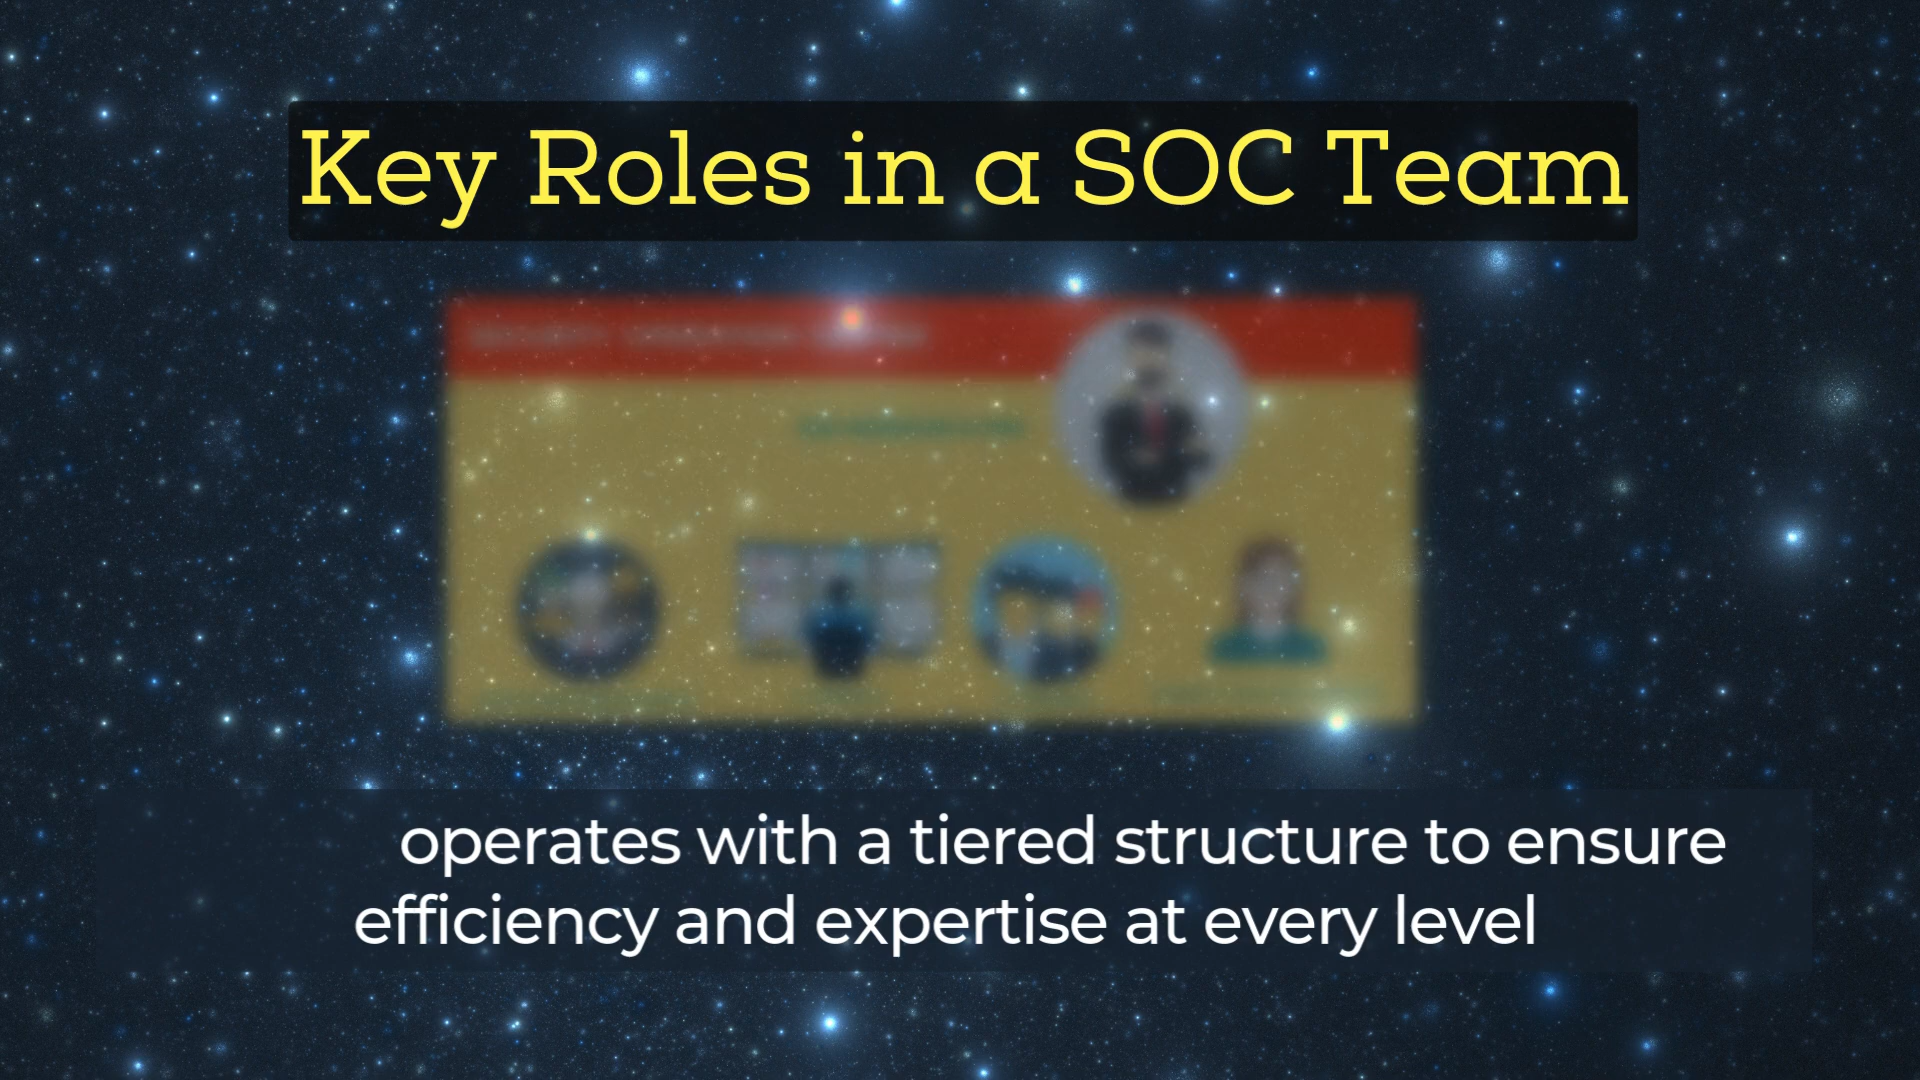 Key Roles in a SOC Team
operates with a tiered structure to ensure
efficiency and expertise at every level